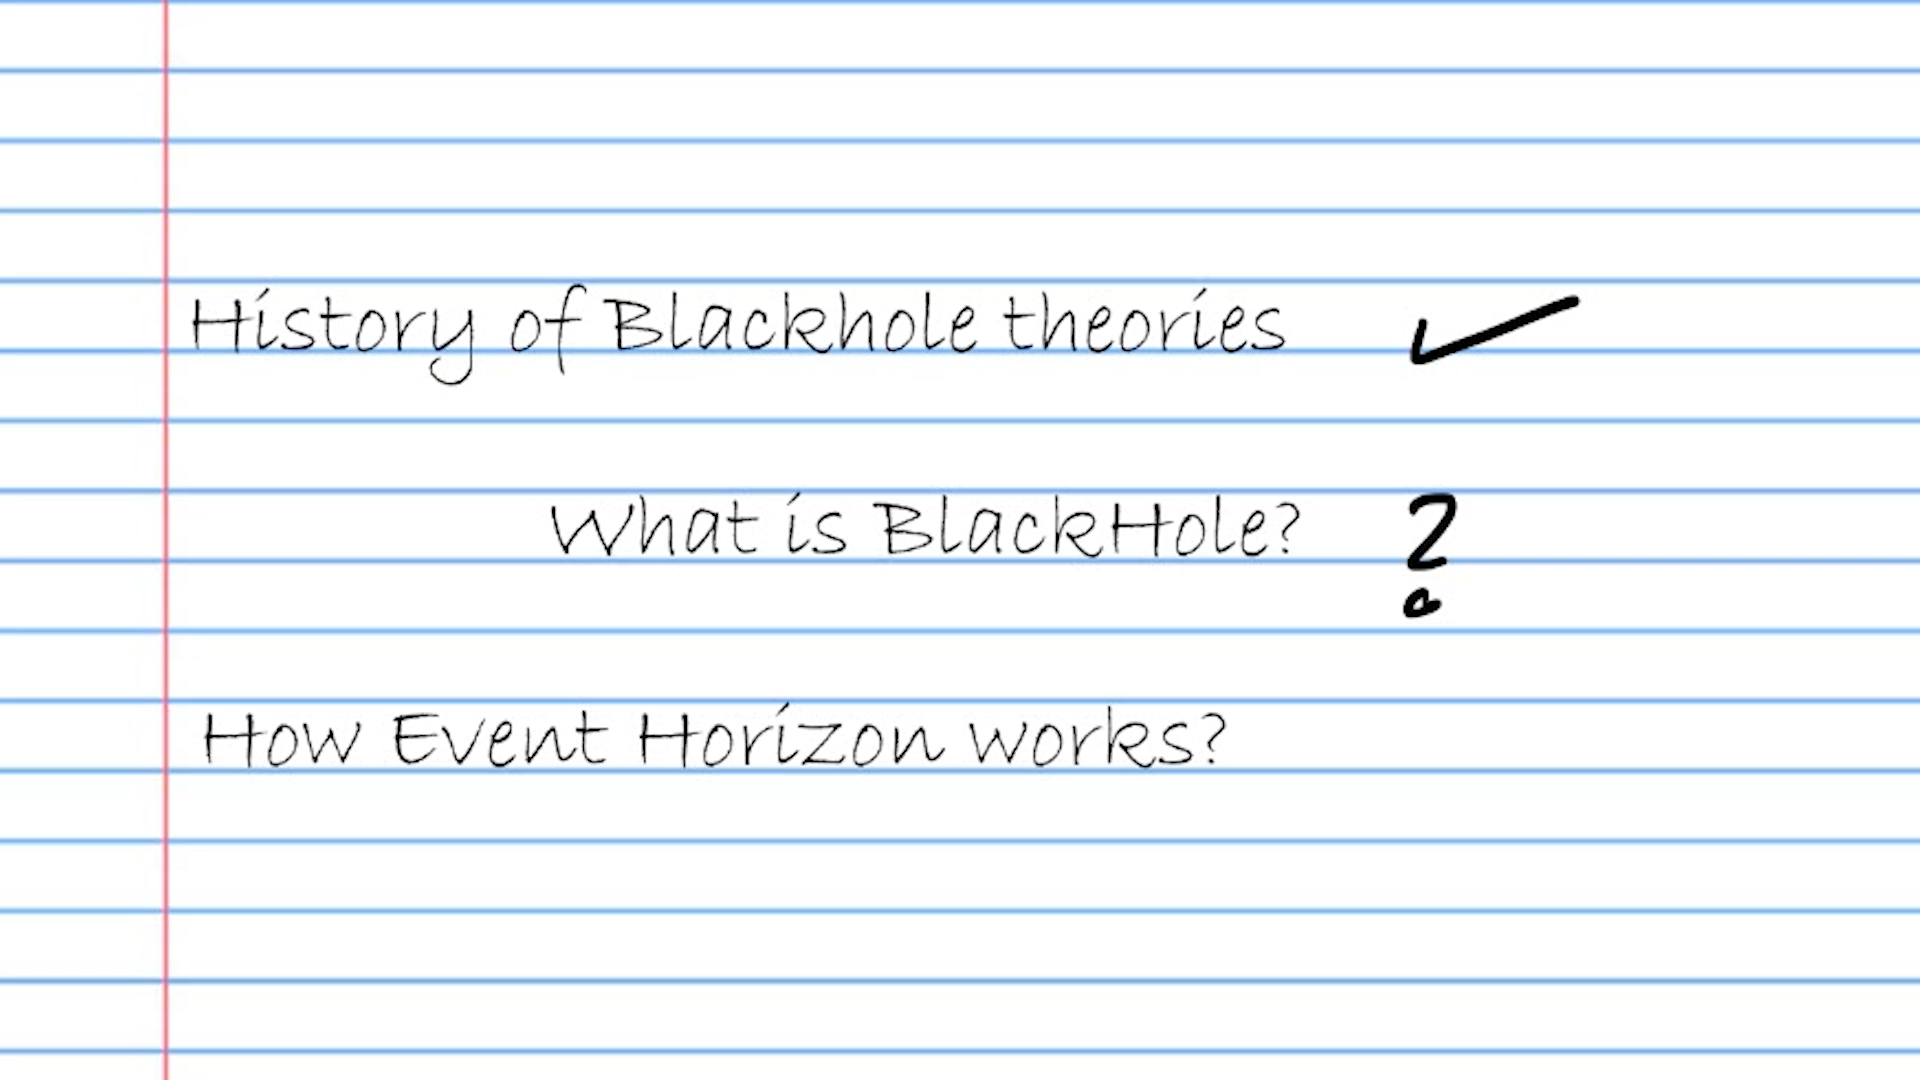 History of Blackhole theories ✓
What is BlackHole? ?
How Event Horizon works?